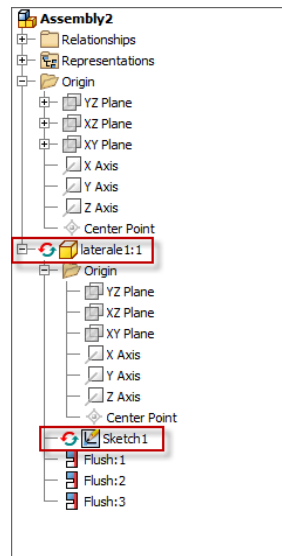 Assembly2
Relationships
Representations
Origin
YZ Plane
XZ Plane
XY Plane
X Axis
Y Axis
Z Axis
Center Point
laterale1:1
Origin
YZ Plane
XZ Plane
XY Plane
X Axis
Y Axis
Z Axis
Center Point
Sketch1
Flush:1
Flush:2
Flush:3